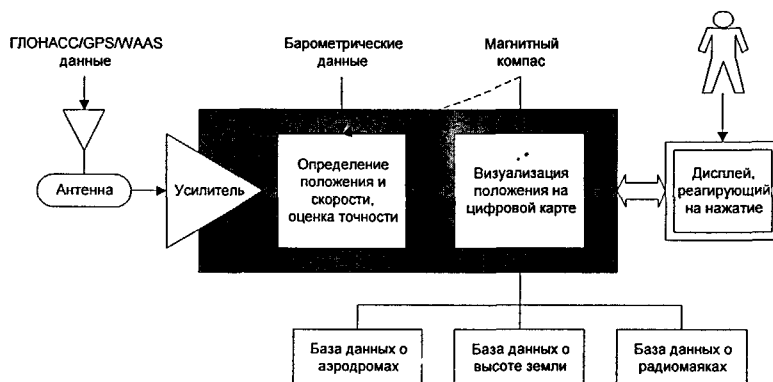 ГЛОНАСС/GPS/WAAS
данные
Барометрические
данные
Магнитный
компас
Антенна
Усилитель
Определение
положения и
скорости,
оценка точности
Визуализация
положения на
цифровой карте
Дисплей,
реагирующий
на нажатие
База данных о
аэродромах
База данных о
высоте земли
База данных о
радиомаяках